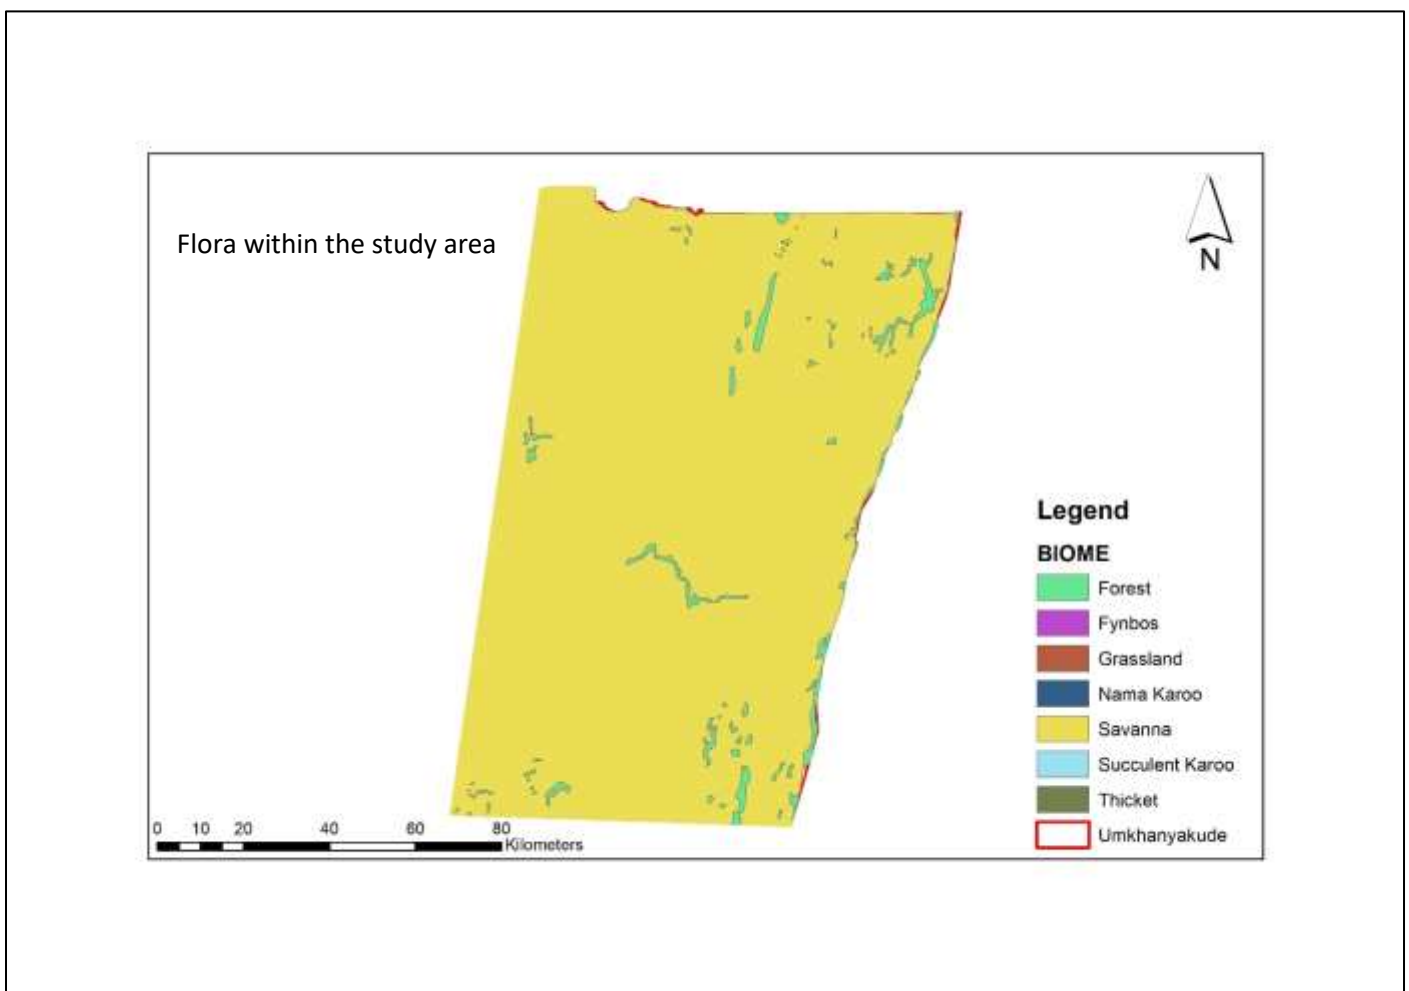 Flora within the study area
N
Legend
BIOME
Forest
Fynbos
Grassland
Nama Karoo
Savanna
Succulent Karoo
Thicket
Umkhanyakude
0 10 20 40 60 80
Kilometers